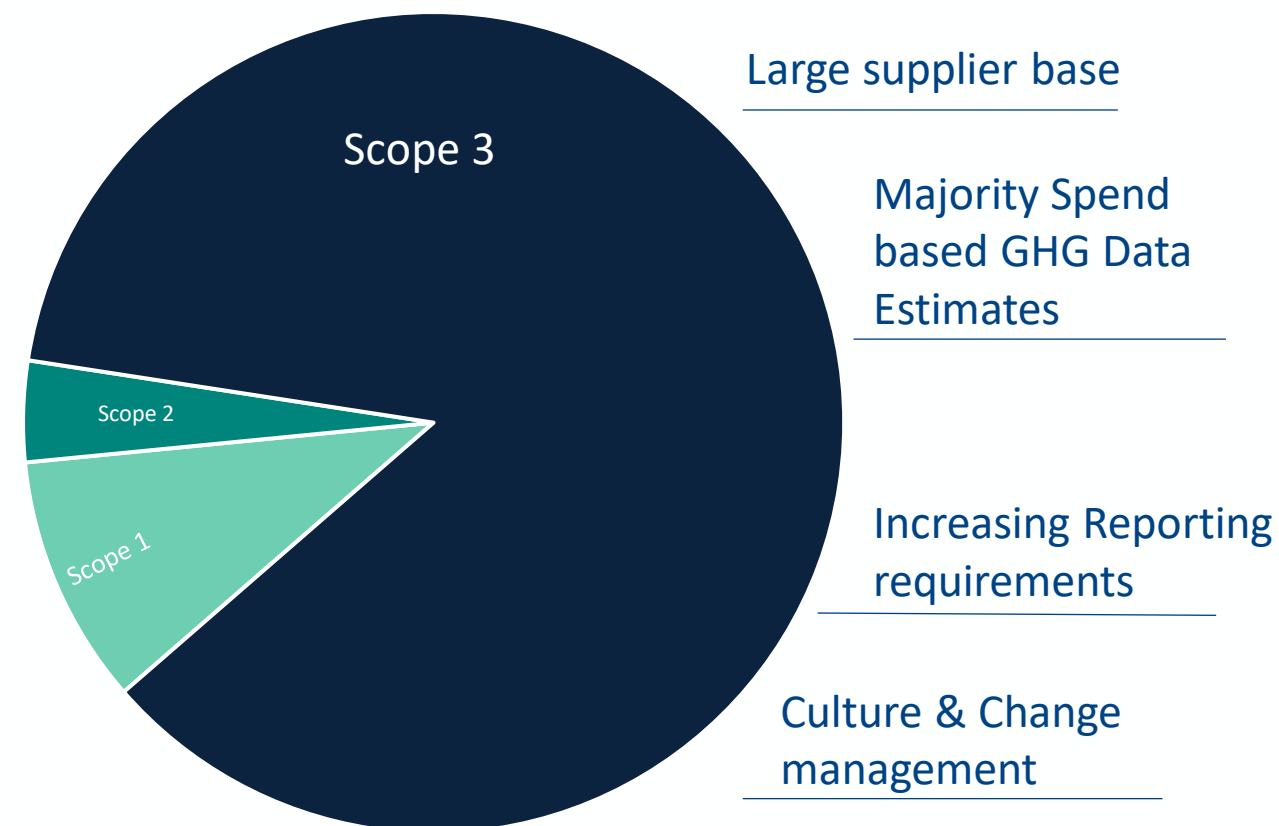 Large supplier base
Scope 3
Majority Spend
based GHG Data
Estimates
Scope 2
Scope 1
Increasing Reporting
requirements
Culture & Change
management